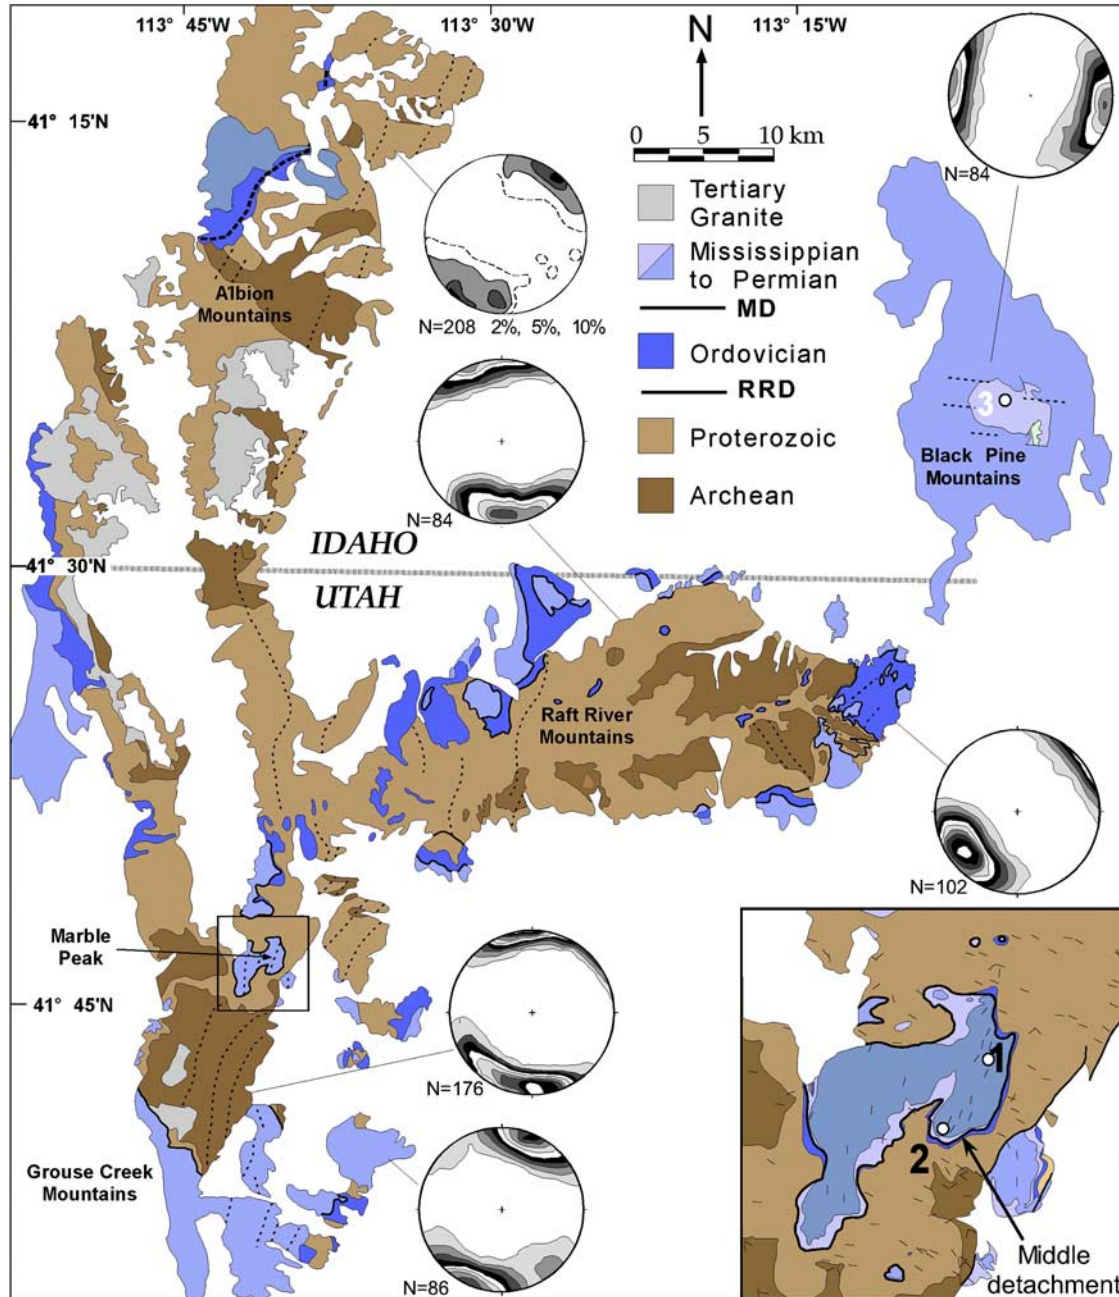 113° 45'W
113° 30'W
113° 15'W
N
41° 15'N
0 5 10 km
N=84
Tertiary
Granite
Mississippian
to Permian
MD
Ordovician
RRD
Proterozoic
Archean
Albion
Mountains
N=208 2%, 5%, 10%
3
Black Pine
Mountains
N=84
IDAHO
41° 30'N
UTAH
Raft River
Mountains
N=102
Marble
Peak
41° 45'N
N=176
1
2
Grouse Creek
Mountains
Middle
detachment
N=86